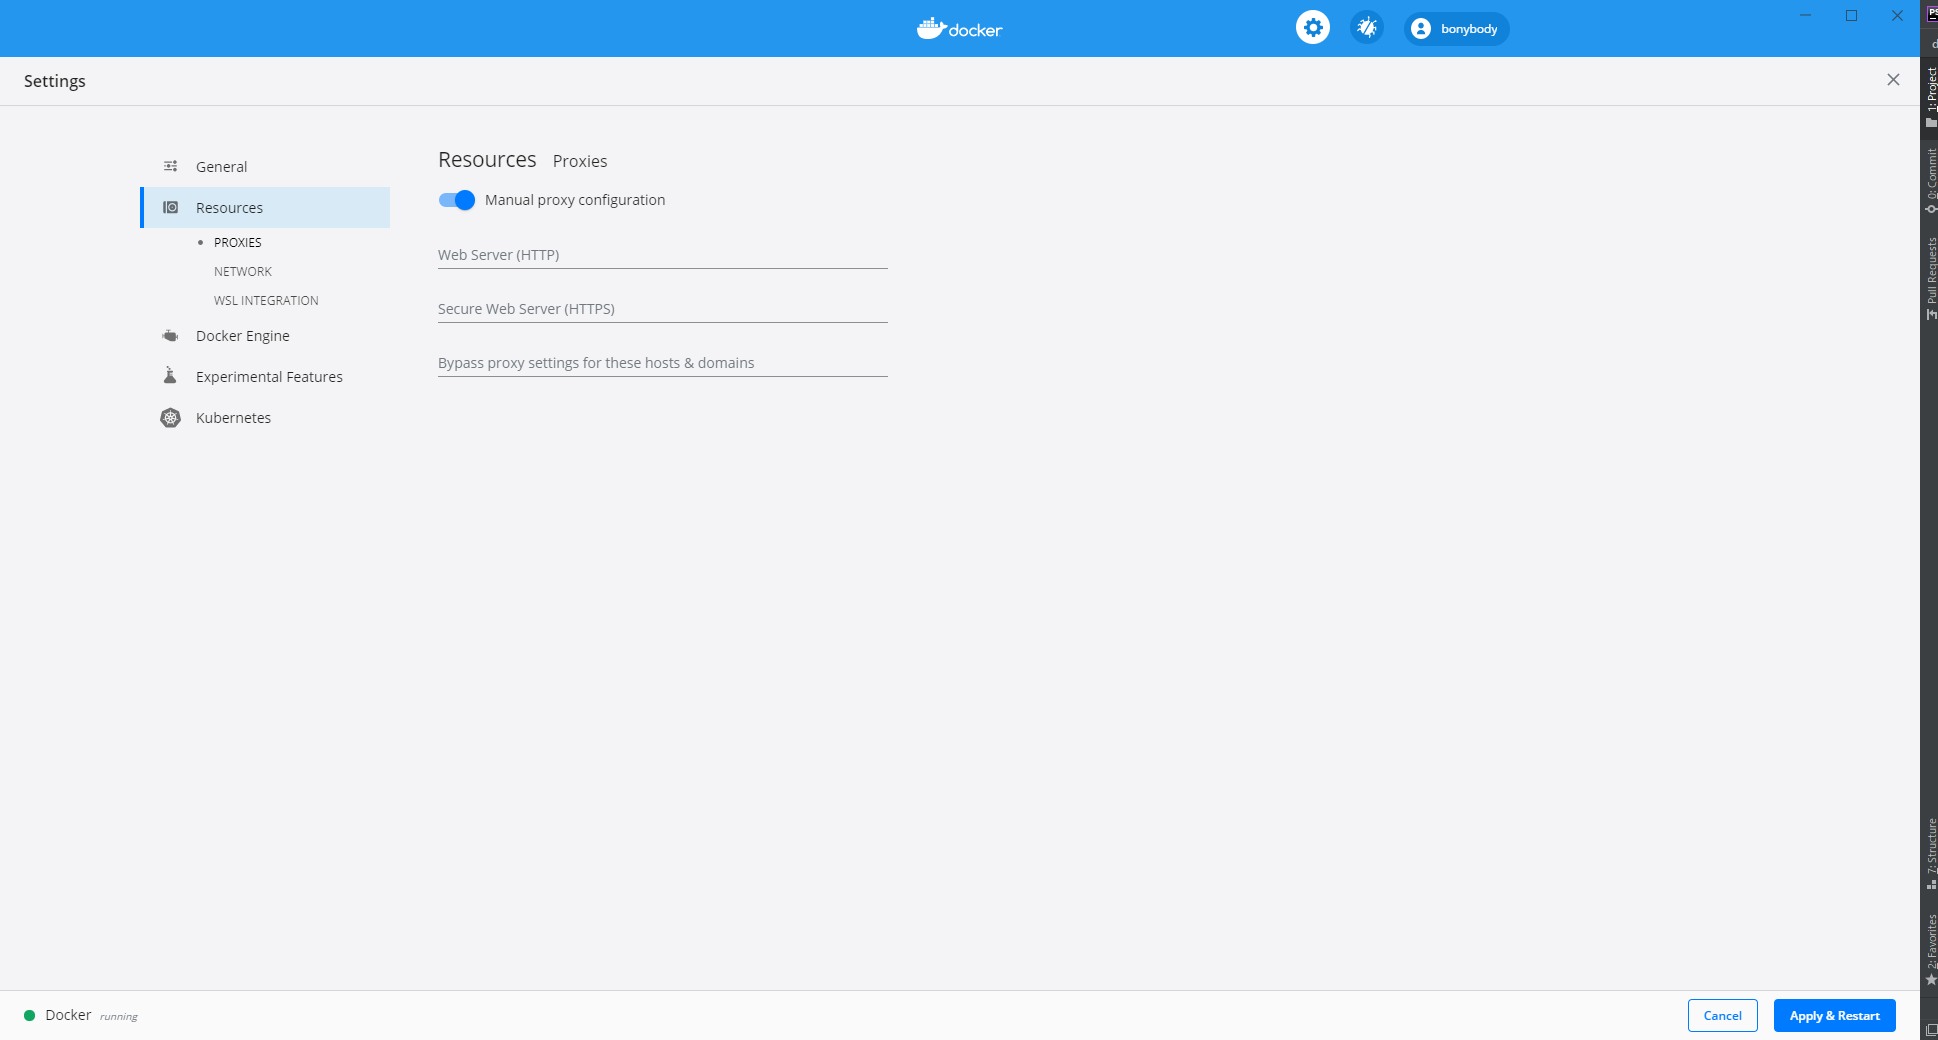 docker
bonybody
Settings
General
Resources
PROXIES
NETWORK
WSL INTEGRATION
Docker Engine
Experimental Features
Kubernetes
Resources Proxies
Manual proxy configuration
Web Server (HTTP)
Secure Web Server (HTTPS)
Bypass proxy settings for these hosts & domains
Docker running
Cancel
Apply & Restart
PS
d
1: Project
0: Commit
Pull Requests
7: Structure
2: Favorites